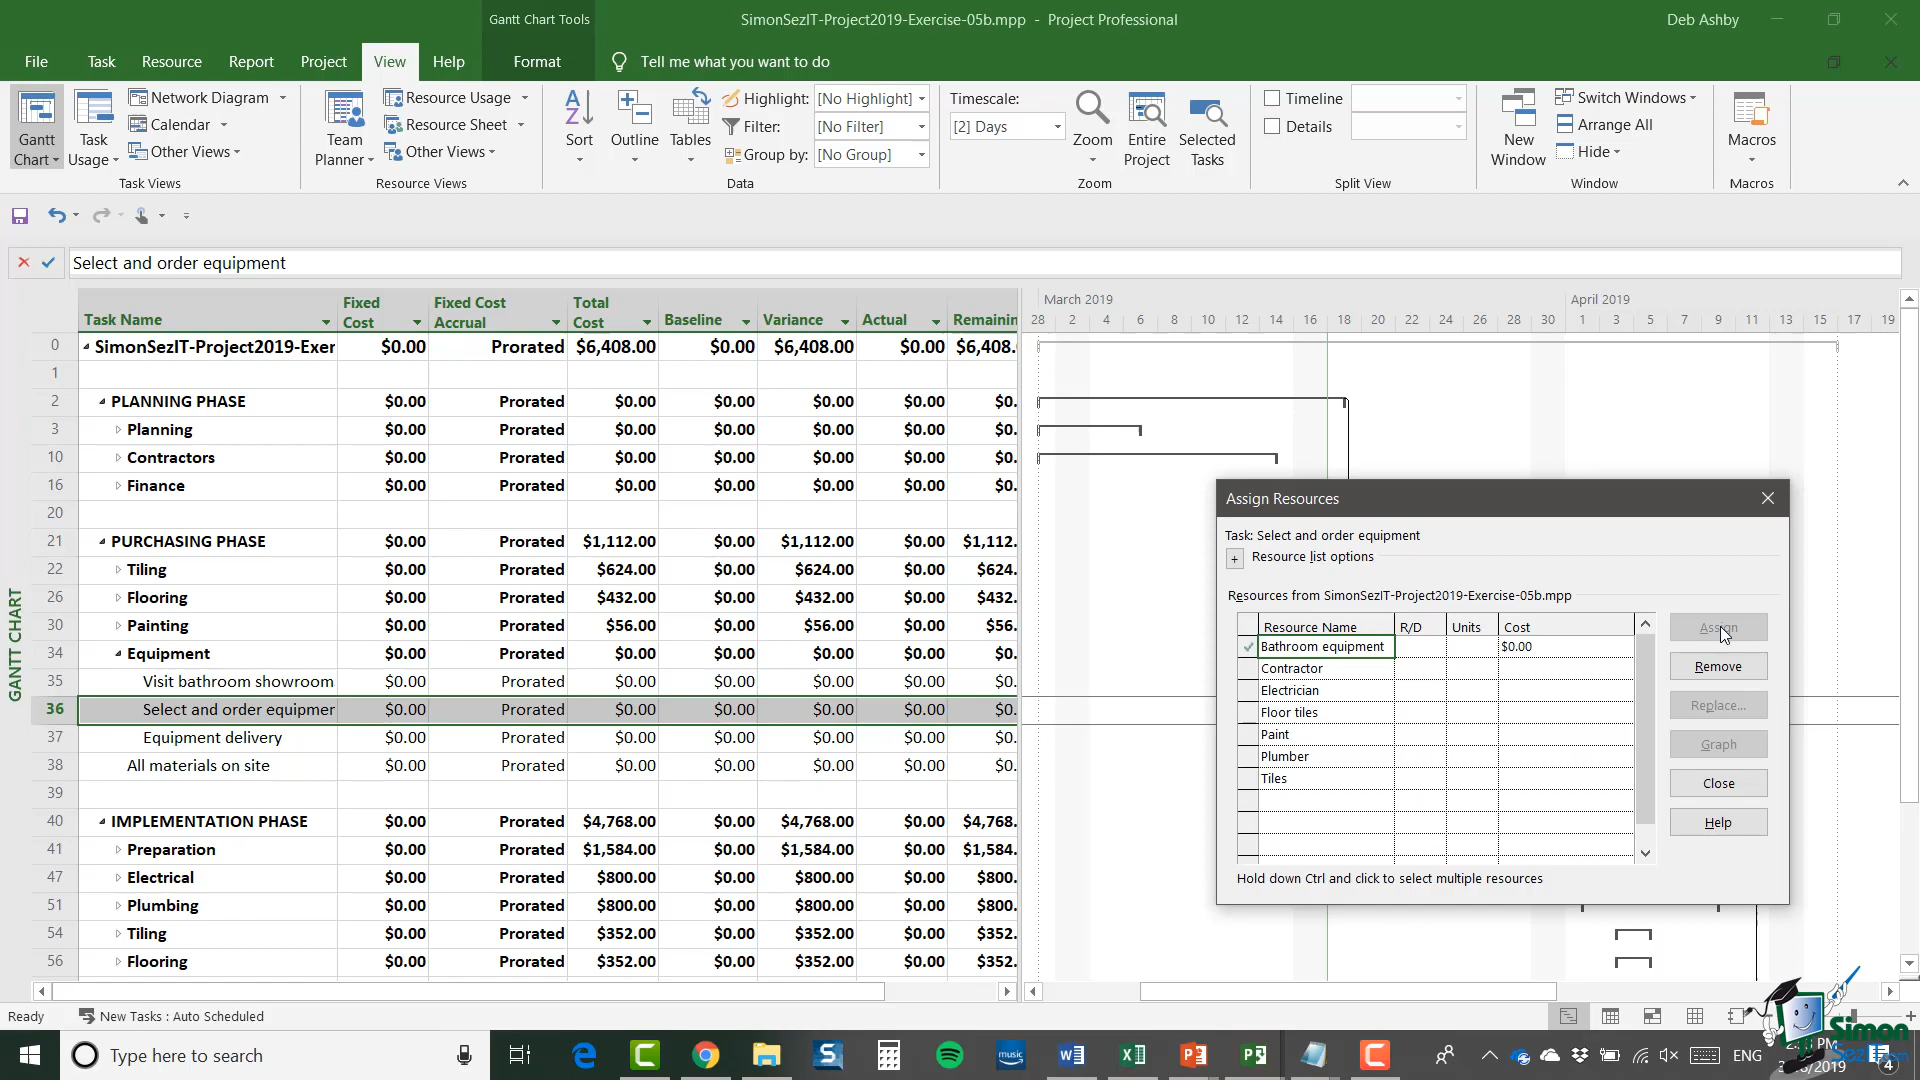 Gantt Chart Tools
SimonSezIT-Project2019-Exercise-05b.mpp - Project Professional
Deb Ashby
File Task Resource Report Project View Help Format Tell me what you want to do
Gantt Chart
Task Usage
Network Diagram
Calendar
Other Views
Task Views
Team Planner
Resource Usage
Resource Sheet
Other Views
Resource Views
Sort
Outline
Tables
Highlight: [No Highlight]
Filter: [No Filter]
Group by: [No Group]
Data
Timescale:
[2] Days
Zoom
Entire Project
Selected Tasks
Zoom
Timeline
Details
Split View
New Window
Switch Windows
Arrange All
Hide
Window
Macros
Macros
Select and order equipment
GANTT CHART
Task Name Fixed Cost Fixed Cost Accrual Total Cost Baseline Variance Actual Remainin
0 SimonSezIT-Project2019-Exer $0.00 Prorated $6,408.00 $0.00 $6,408.00 $0.00 $6,408.
1
2 PLANNING PHASE $0.00 Prorated $0.00 $0.00 $0.00 $0.00 $0.
3 Planning $0.00 Prorated $0.00 $0.00 $0.00 $0.00 $0.
10 Contractors $0.00 Prorated $0.00 $0.00 $0.00 $0.00 $0.
16 Finance $0.00 Prorated $0.00 $0.00 $0.00 $0.00 $0.
20
21 PURCHASING PHASE $0.00 Prorated $1,112.00 $0.00 $1,112.00 $0.00 $1,112.
22 Tiling $0.00 Prorated $624.00 $0.00 $624.00 $0.00 $624.
26 Flooring $0.00 Prorated $432.00 $0.00 $432.00 $0.00 $432.
30 Painting $0.00 Prorated $56.00 $0.00 $56.00 $0.00 $56.
34 Equipment $0.00 Prorated $0.00 $0.00 $0.00 $0.00 $0.
35 Visit bathroom showroom $0.00 Prorated $0.00 $0.00 $0.00 $0.00 $0.
36 Select and order equipmer $0.00 Prorated $0.00 $0.00 $0.00 $0.00 $0.
37 Equipment delivery $0.00 Prorated $0.00 $0.00 $0.00 $0.00 $0.
38 All materials on site $0.00 Prorated $0.00 $0.00 $0.00 $0.00 $0.
39
40 IMPLEMENTATION PHASE $0.00 Prorated $4,768.00 $0.00 $4,768.00 $0.00 $4,768.
41 Preparation $0.00 Prorated $1,584.00 $0.00 $1,584.00 $0.00 $1,584.
47 Electrical $0.00 Prorated $800.00 $0.00 $800.00 $0.00 $800.
51 Plumbing $0.00 Prorated $800.00 $0.00 $800.00 $0.00 $800.
54 Tiling $0.00 Prorated $352.00 $0.00 $352.00 $0.00 $352.
56 Flooring $0.00 Prorated $352.00 $0.00 $352.00 $0.00 $352.
March 2019 April 2019
28 2 4 6 8 10 12 14 16 18 20 22 24 26 28 30 1 3 5 7 9 11 13 15 17 19
Assign Resources
Task: Select and order equipment
+ Resource list options
Resources from SimonSezIT-Project2019-Exercise-05b.mpp
Resource Name R/D Units Cost
Bathroom equipment $0.00
Contractor
Electrician
Floor tiles
Paint
Plumber
Tiles
Assign
Remove
Replace...
Graph
Close
Help
Hold down Ctrl and click to select multiple resources
Ready New Tasks : Auto Scheduled
Type here to search
music
ENG
4
Simon
SezIT.com